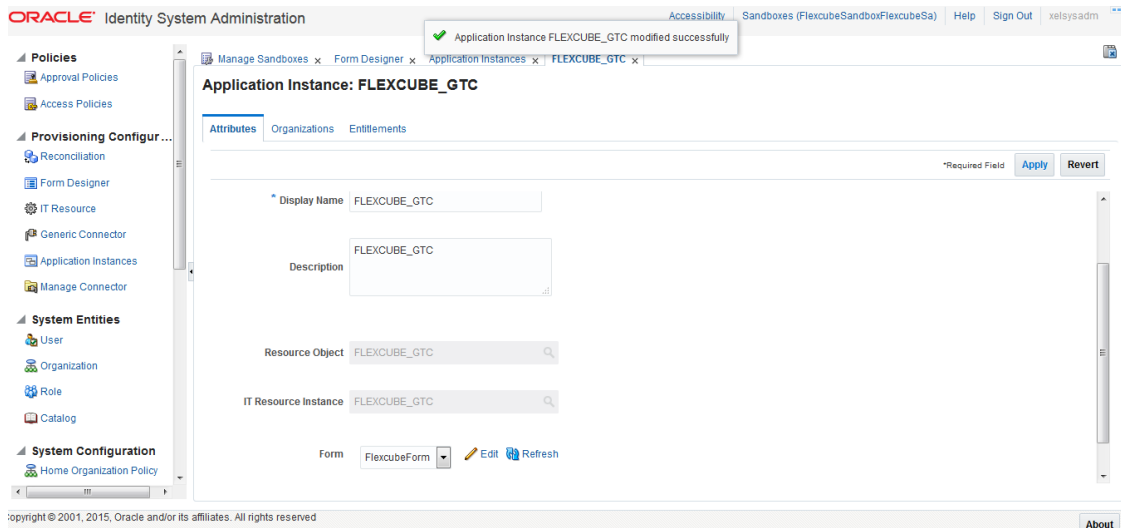 ORACLE® Identity System Administration
Accessibility Sandboxes (FlexcubeSandboxFlexcubeSa) Help Sign Out xelsysadm
Application Instance FLEXCUBE_GTC modified successfully
Policies
Approval Policies
Access Policies
Provisioning Configur...
Reconciliation
Form Designer
IT Resource
Generic Connector
Application Instances
Manage Connector
System Entities
User
Organization
Role
Catalog
System Configuration
Home Organization Policy
Manage Sandboxes x Form Designer x Application Instances x FLEXCUBE_GTC x
Application Instance: FLEXCUBE_GTC
Attributes Organizations Entitlements
*Required Field Apply Revert
* Display Name FLEXCUBE_GTC
Description FLEXCUBE_GTC
Resource Object FLEXCUBE_GTC
IT Resource Instance FLEXCUBE_GTC
Form FlexcubeForm Edit Refresh
opyright © 2001, 2015, Oracle and/or its affiliates. All rights reserved
About